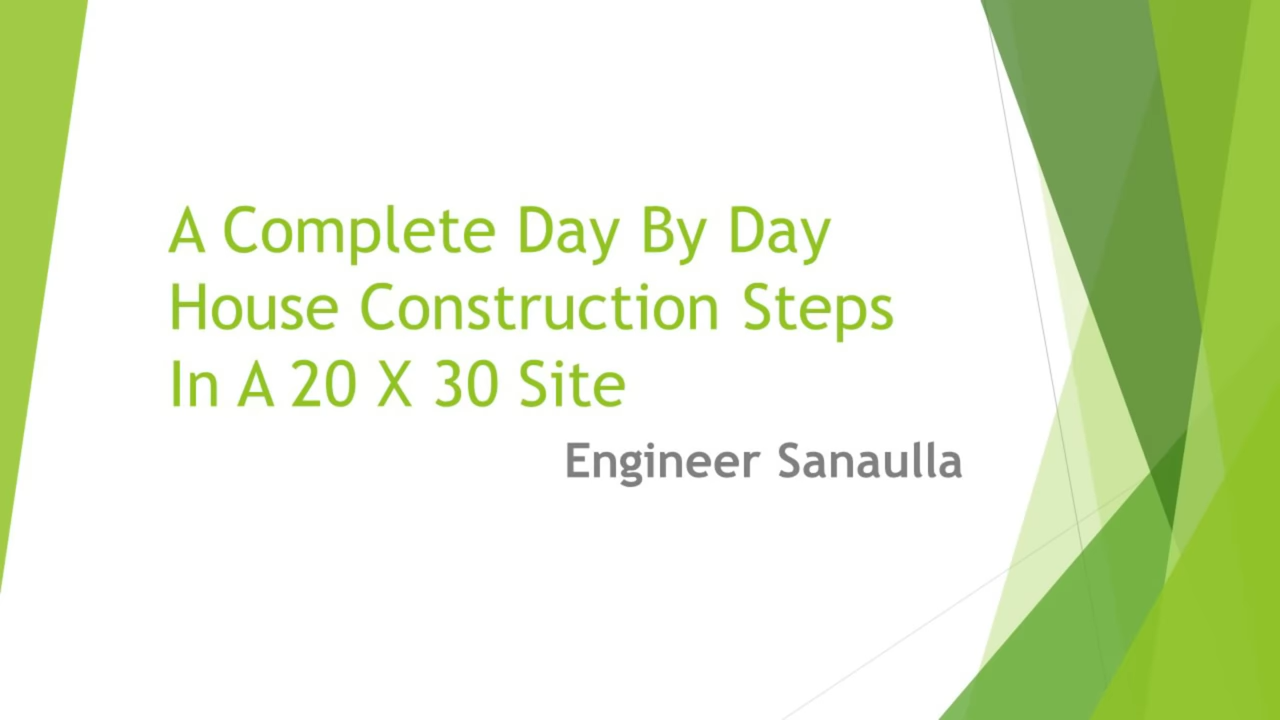 A Complete Day By Day
House Construction Steps
In A 20 X 30 Site
Engineer Sanaulla